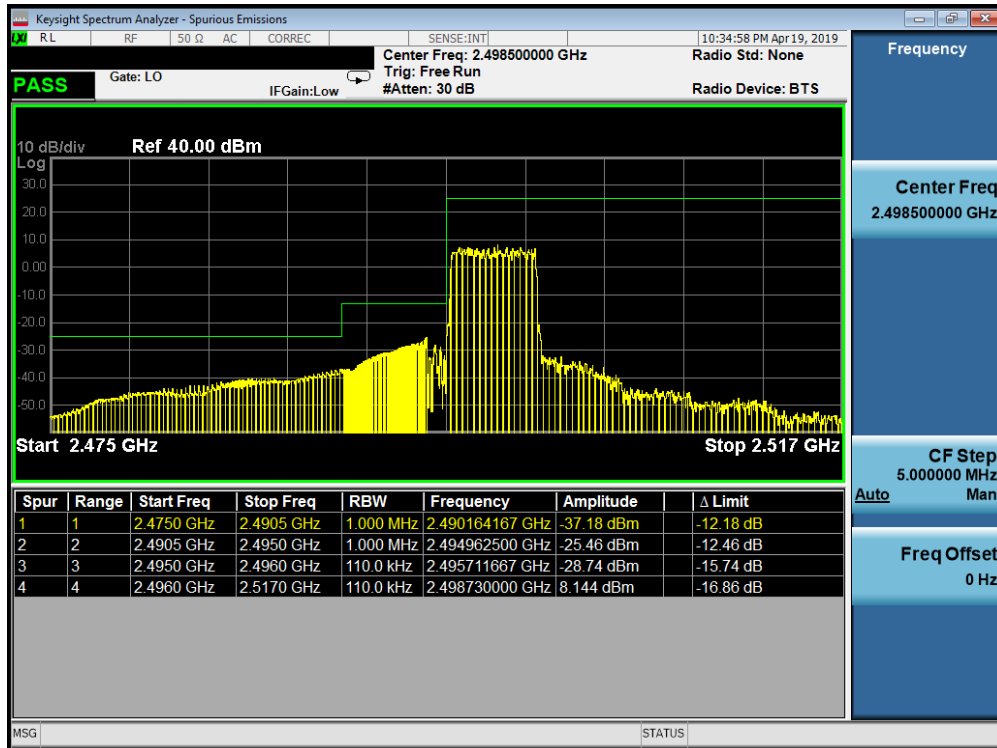 Keysight Spectrum Analyzer - Spurious Emissions
LXI RL RF 50 Ω AC CORREC SENSE:INT 10:34:58 PM Apr 19, 2019
Center Freq: 2.498500000 GHz Radio Std: None
PASS Gate: LO Trig: Free Run
IFGain:Low #Atten: 30 dB Radio Device: BTS
10 dB/div Ref 40.00 dBm
Log
30.0
20.0
10.0
0.00
-10.0
-20.0
-30.0
-40.0
-50.0
Start 2.475 GHz Stop 2.517 GHz
Spur Range Start Freq Stop Freq RBW Frequency Amplitude Δ Limit
1 1 2.4750 GHz 2.4905 GHz 1.000 MHz 2.490164167 GHz -37.18 dBm -12.18 dB
2 2 2.4905 GHz 2.4950 GHz 1.000 MHz 2.494962500 GHz -25.46 dBm -12.46 dB
3 3 2.4950 GHz 2.4960 GHz 110.0 kHz 2.495711667 GHz -28.74 dBm -15.74 dB
4 4 2.4960 GHz 2.5170 GHz 110.0 kHz 2.498730000 GHz 8.144 dBm -16.86 dB
MSG STATUS
Frequency
Center Freq
2.498500000 GHz
CF Step
5.000000 MHz
Auto Man
Freq Offset
0 Hz